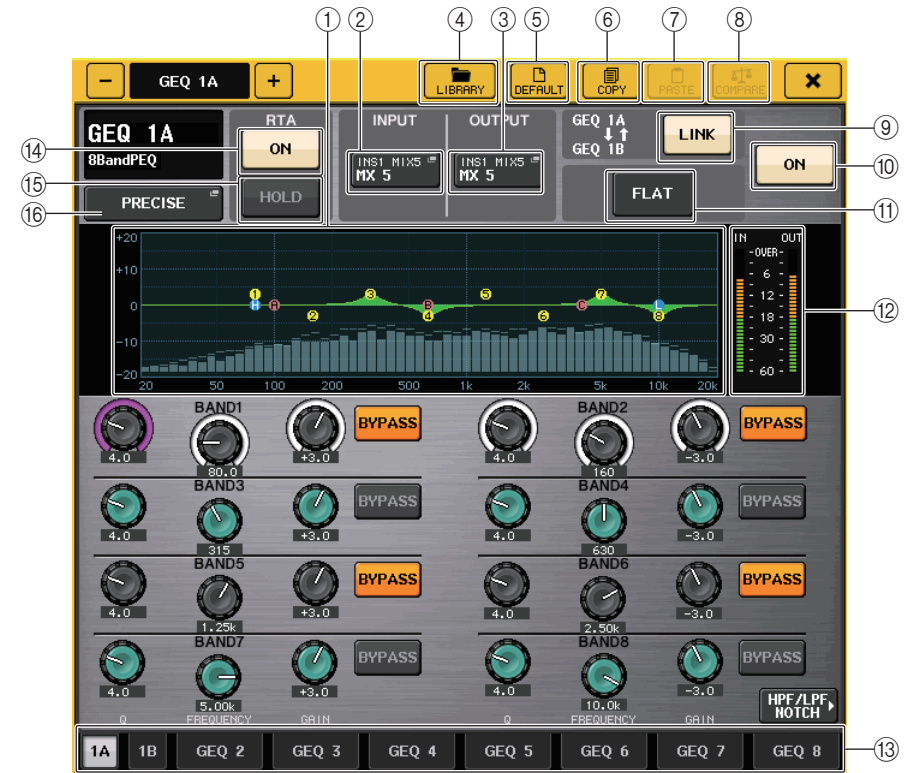 ① ② ④ ③ ⑤ ⑥ ⑦ ⑧
− GEQ 1A + LIBRARY DEFAULT COPY PASTE COMPARE ×
GEQ 1A
8BandPEQ
⑭ RTA
ON
INPUT OUTPUT
INS1 MIX5 INS1 MIX5
MX 5 MX 5
GEQ 1A
↓↑
GEQ 1B
LINK ⑨
ON ⑩
⑮ HOLD
⑯ PRECISE
FLAT ⑪
+20
+10
0
−10
−20
1 H A 2 3 B 4 5 6 C 7 L 8
20 50 100 200 500 1k 2k 5k 10k 20k
IN OUT
-OVER-
6
12
18
30
60
⑫
BAND1 BYPASS
4.0 80.0 +3.0
BAND2 BYPASS
4.0 160 −3.0
BAND3 BYPASS
4.0 315 +3.0
BAND4 BYPASS
4.0 630 −3.0
BAND5 BYPASS
4.0 1.25k +3.0
BAND6 BYPASS
4.0 2.50k −3.0
BAND7 BYPASS
4.0 5.00k +3.0
BAND8 BYPASS
4.0 10.0k −3.0
Q FREQUENCY GAIN Q FREQUENCY GAIN
HPF/LPF
NOTCH
1A 1B GEQ 2 GEQ 3 GEQ 4 GEQ 5 GEQ 6 GEQ 7 GEQ 8 ⑬